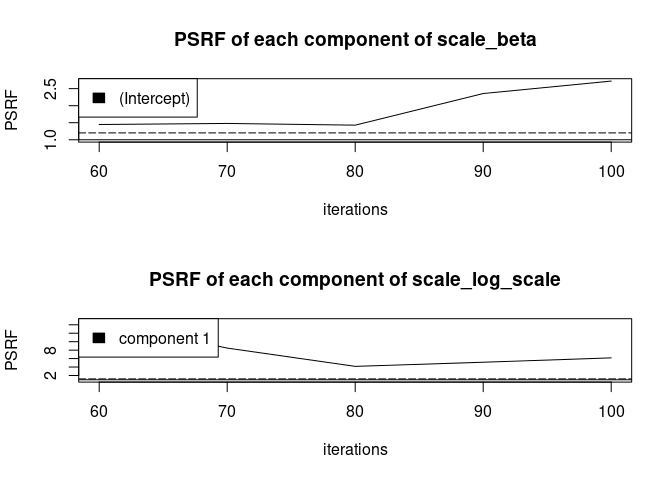 PSRF of each component of scale_beta
PSRF
1.0 2.5
(Intercept)
60 70 80 90 100
iterations
PSRF of each component of scale_log_scale
PSRF
2 8
component 1
60 70 80 90 100
iterations